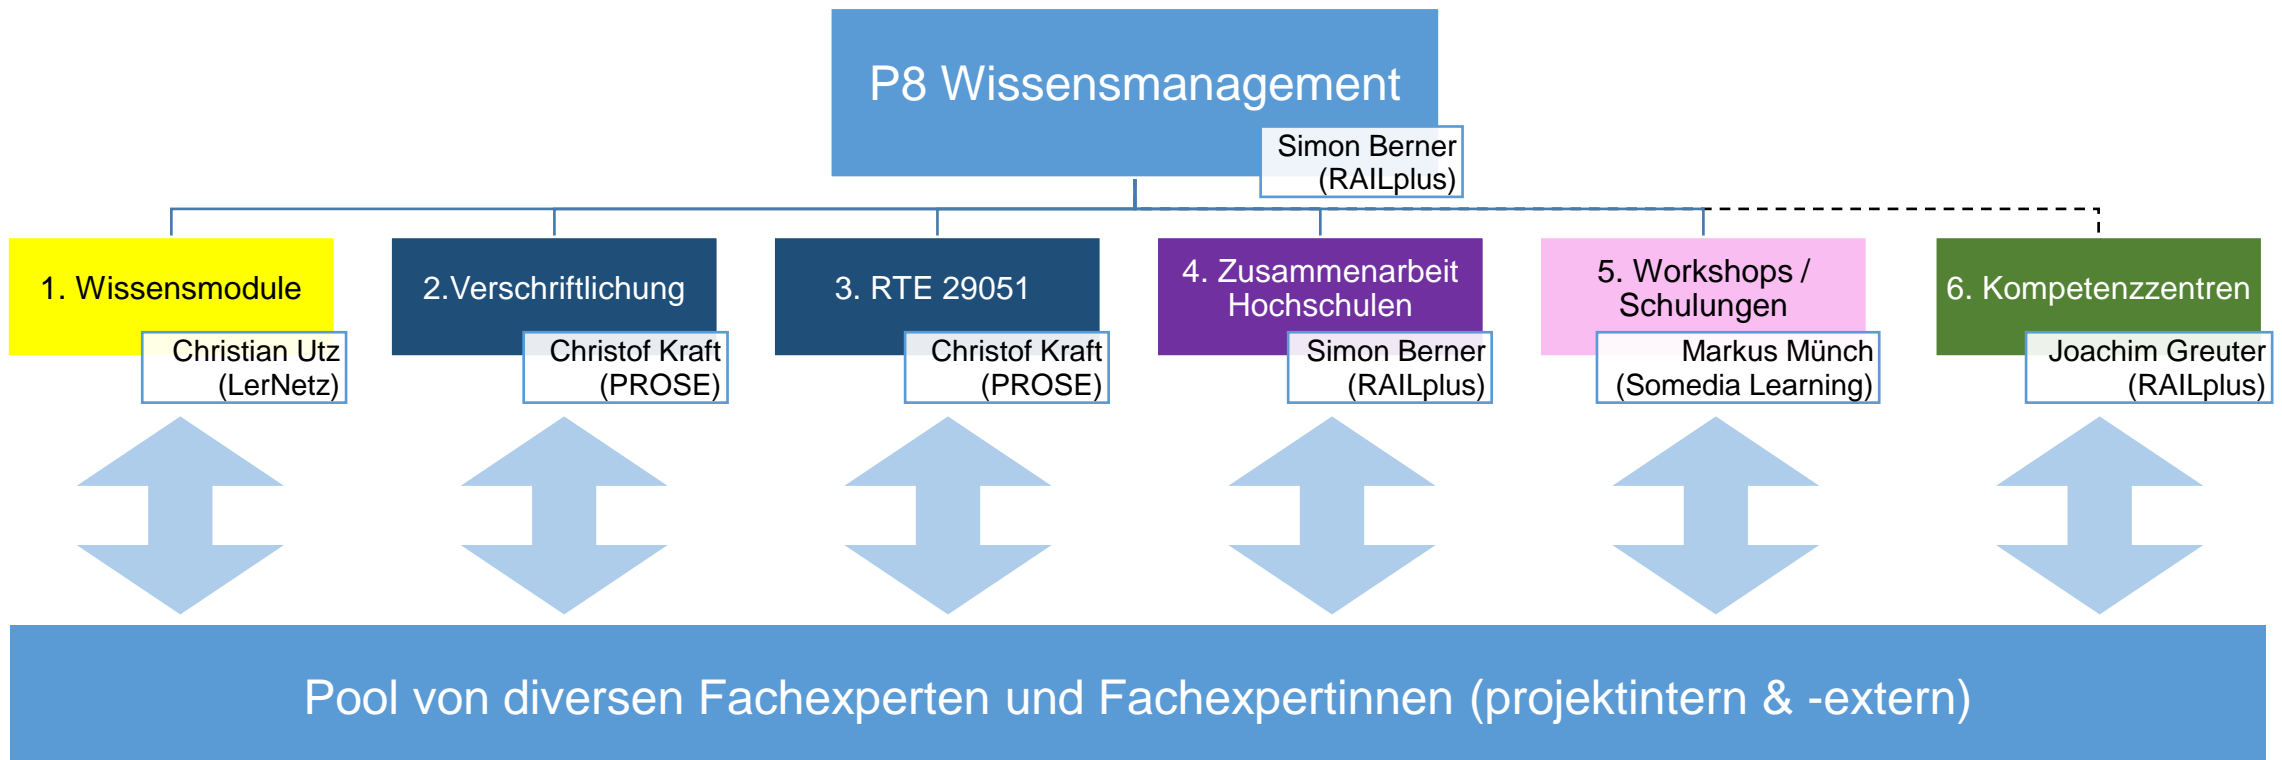 P8 Wissensmanagement
Simon Berner
(RAILplus)
1. Wissensmodule
Christian Utz
(LerNetz)
2.Verschriftlichung
Christof Kraft
(PROSE)
3. RTE 29051
Christof Kraft
(PROSE)
4. Zusammenarbeit
Hochschulen
Simon Berner
(RAILplus)
5. Workshops /
Schulungen
Markus Münch
(Somedia Learning)
6. Kompetenzzentren
Joachim Greuter
(RAILplus)
Pool von diversen Fachexperten und Fachexpertinnen (projektintern & -extern)